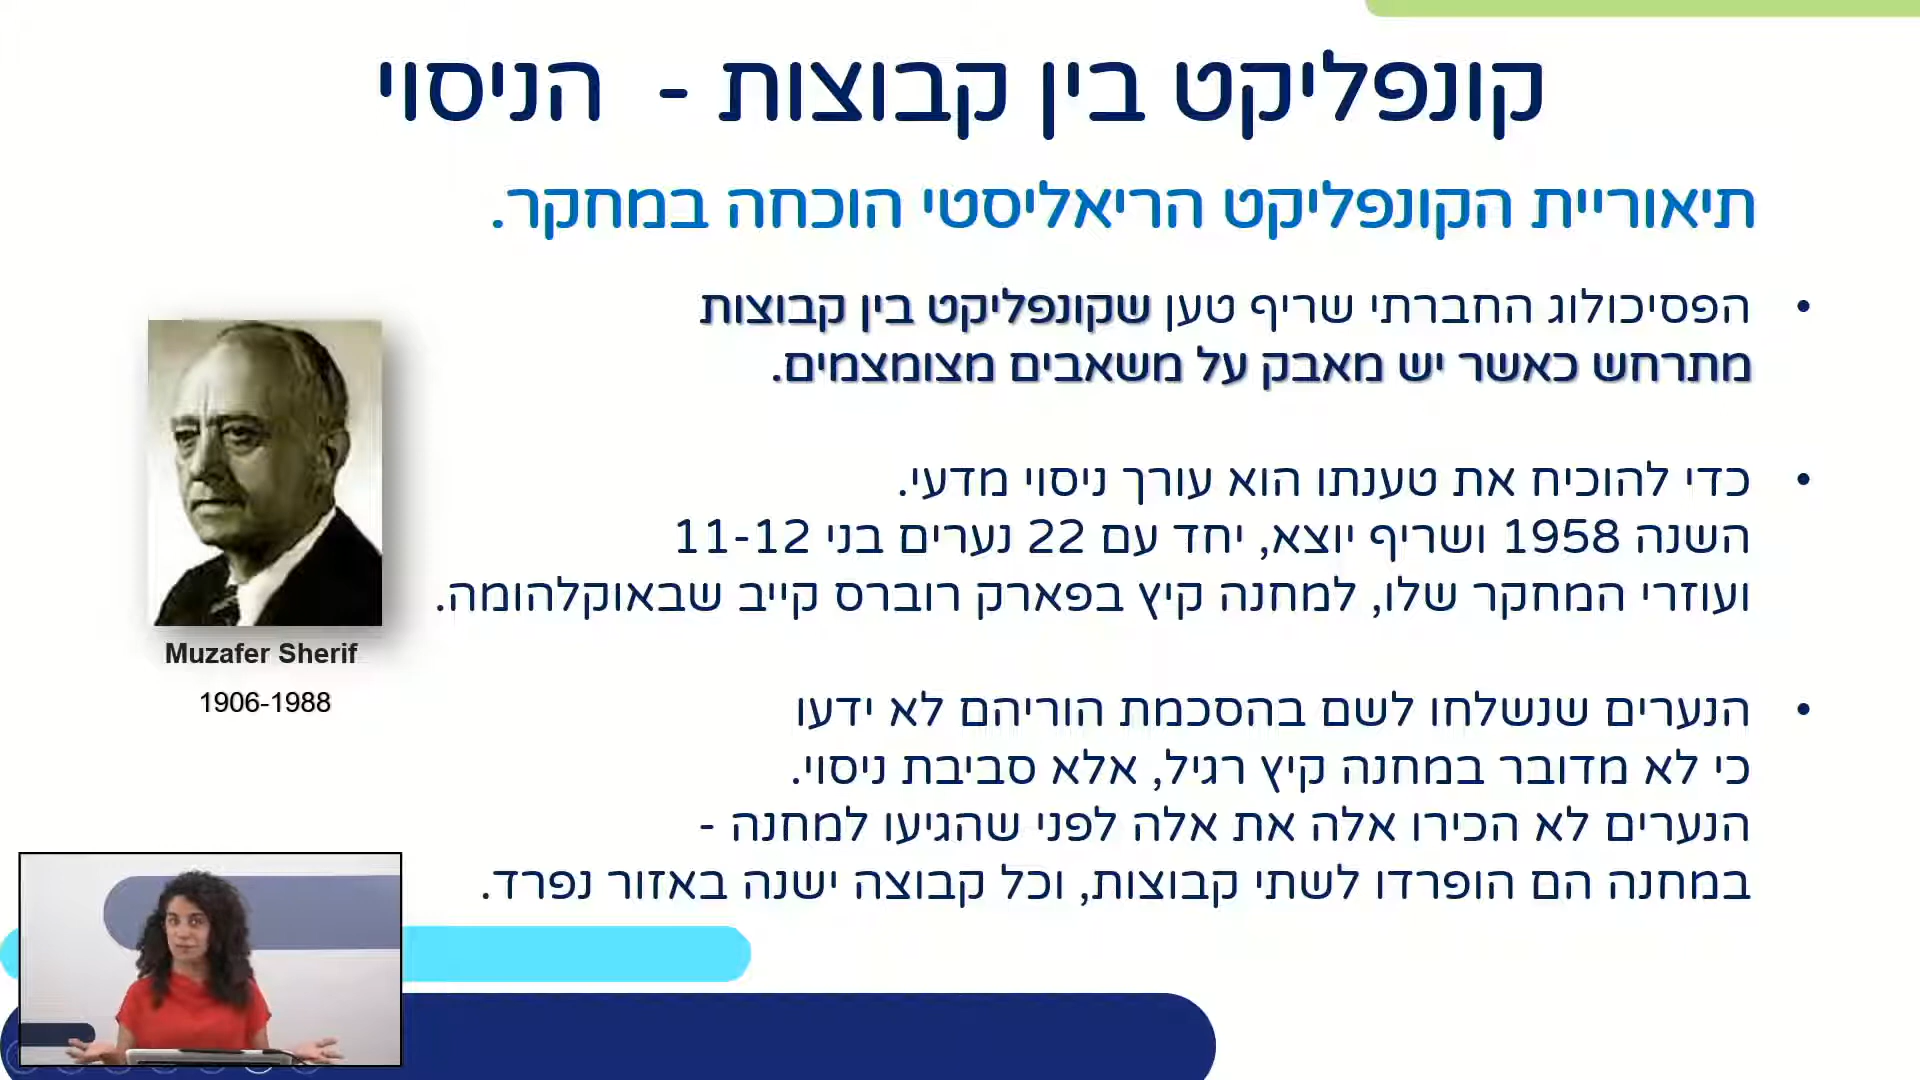 קונפליקט בין קבוצות - הניסוי
תיאוריית הקונפליקט הריאליסטי הוכחה במחקר.
• הפסיכולוג החברתי שריף טען שקונפליקט בין קבוצות
מתרחש כאשר יש מאבק על משאבים מצומצמים.
• כדי להוכיח את טענתו הוא עורך ניסוי מדעי.
השנה 1958 ושריף יוצא, יחד עם 22 נערים בני 11-12
ועוזרי המחקר שלו, למחנה קיץ בפארק רוברס קייב שבאוקלהומה.
• הנערים שנשלחו לשם בהסכמת הוריהם לא ידעו
כי לא מדובר במחנה קיץ רגיל, אלא סביבת ניסוי.
הנערים לא הכירו אלה את אלה לפני שהגיעו למחנה -
במחנה הם הופרדו לשתי קבוצות, וכל קבוצה ישנה באזור נפרד.
Muzafer Sherif
1906-1988